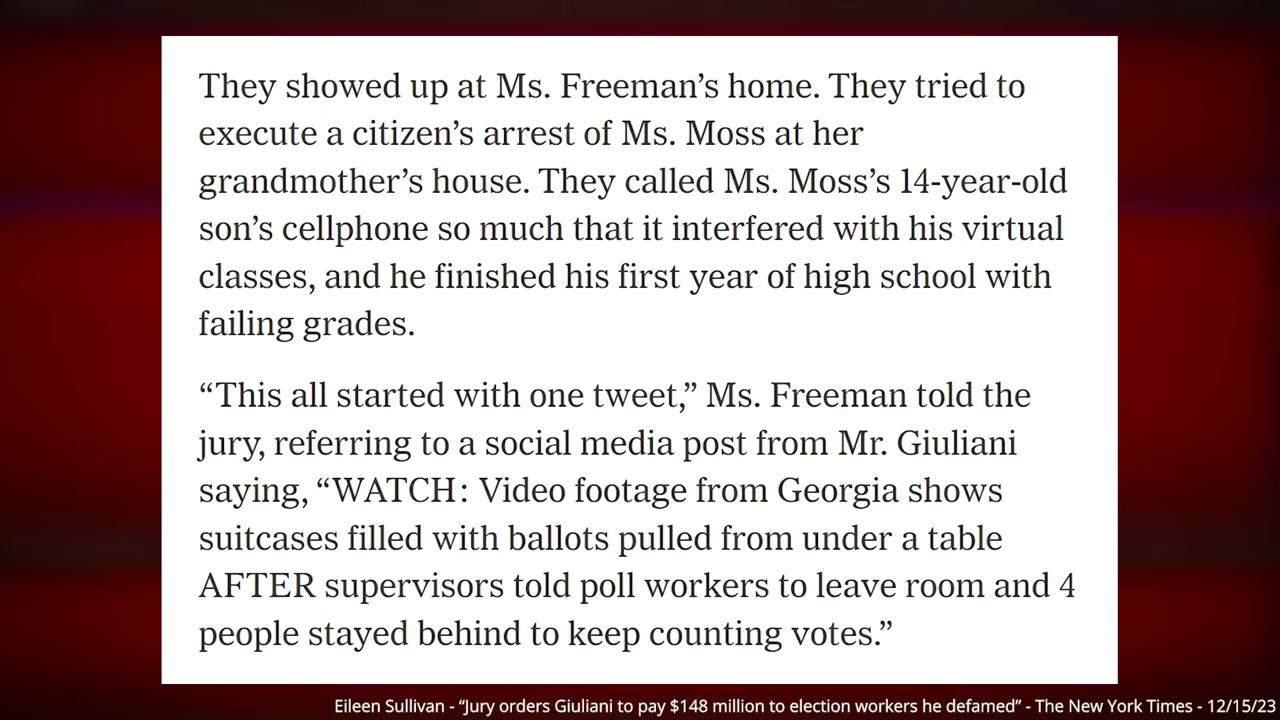 They showed up at Ms. Freeman’s home. They tried to
execute a citizen’s arrest of Ms. Moss at her
grandmother’s house. They called Ms. Moss’s 14-year-old
son’s cellphone so much that it interfered with his virtual
classes, and he finished his first year of high school with
failing grades.
“This all started with one tweet,” Ms. Freeman told the
jury, referring to a social media post from Mr. Giuliani
saying, “WATCH: Video footage from Georgia shows
suitcases filled with ballots pulled from under a table
AFTER supervisors told poll workers to leave room and 4
people stayed behind to keep counting votes.”
Eileen Sullivan - “Jury orders Giuliani to pay $148 million to election workers he defamed” - The New York Times - 12/15/23